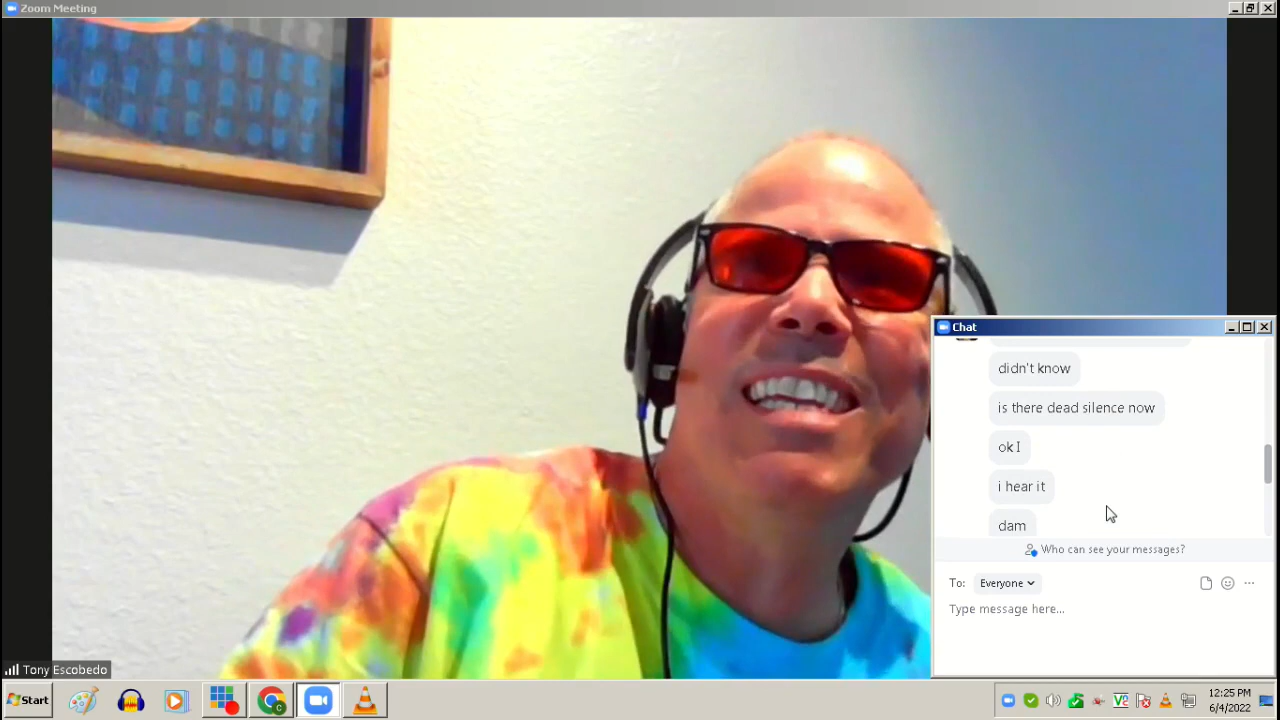 Zoom Meeting
Chat
didn't know
is there dead silence now
ok I
i hear it
dam
Who can see your messages?
To: Everyone
Type message here...
Tony Escobedo
Start
12:25 PM
6/4/2022